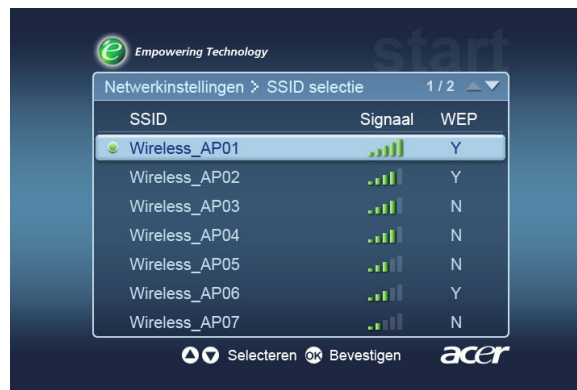 Empowering Technology
start
Netwerkinstellingen > SSID selectie 1 / 2
SSID Signaal WEP
Wireless_AP01 Y
Wireless_AP02 Y
Wireless_AP03 N
Wireless_AP04 N
Wireless_AP05 N
Wireless_AP06 Y
Wireless_AP07 N
Selecteren OK Bevestigen acer